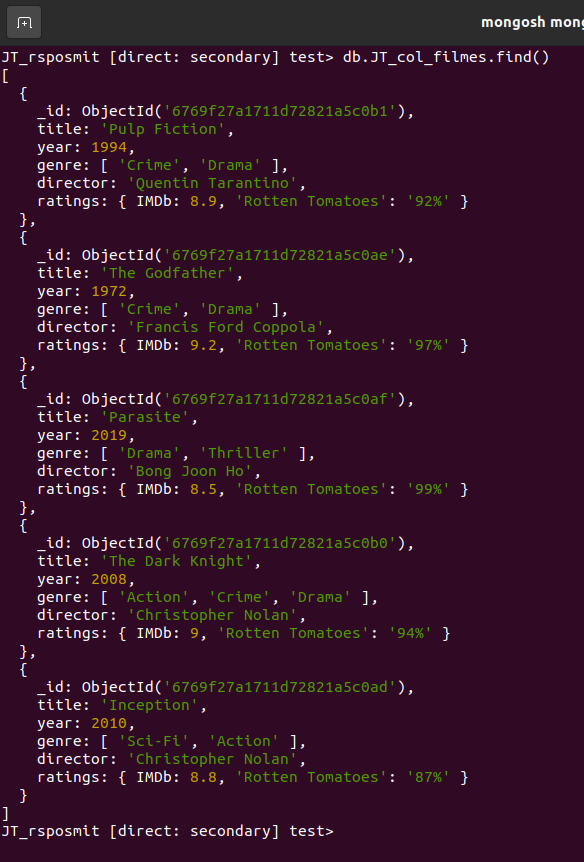 mongosh mong
JT_rsposmit [direct: secondary] test> db.JT_col_filmes.find()
[
  {
    _id: ObjectId('6769f27a1711d72821a5c0b1'),
    title: 'Pulp Fiction',
    year: 1994,
    genre: [ 'Crime', 'Drama' ],
    director: 'Quentin Tarantino',
    ratings: { IMDb: 8.9, 'Rotten Tomatoes': '92%' }
  },
  {
    _id: ObjectId('6769f27a1711d72821a5c0ae'),
    title: 'The Godfather',
    year: 1972,
    genre: [ 'Crime', 'Drama' ],
    director: 'Francis Ford Coppola',
    ratings: { IMDb: 9.2, 'Rotten Tomatoes': '97%' }
  },
  {
    _id: ObjectId('6769f27a1711d72821a5c0af'),
    title: 'Parasite',
    year: 2019,
    genre: [ 'Drama', 'Thriller' ],
    director: 'Bong Joon Ho',
    ratings: { IMDb: 8.5, 'Rotten Tomatoes': '99%' }
  },
  {
    _id: ObjectId('6769f27a1711d72821a5c0b0'),
    title: 'The Dark Knight',
    year: 2008,
    genre: [ 'Action', 'Crime', 'Drama' ],
    director: 'Christopher Nolan',
    ratings: { IMDb: 9, 'Rotten Tomatoes': '94%' }
  },
  {
    _id: ObjectId('6769f27a1711d72821a5c0ad'),
    title: 'Inception',
    year: 2010,
    genre: [ 'Sci-Fi', 'Action' ],
    director: 'Christopher Nolan',
    ratings: { IMDb: 8.8, 'Rotten Tomatoes': '87%' }
  }
]
JT_rsposmit [direct: secondary] test>